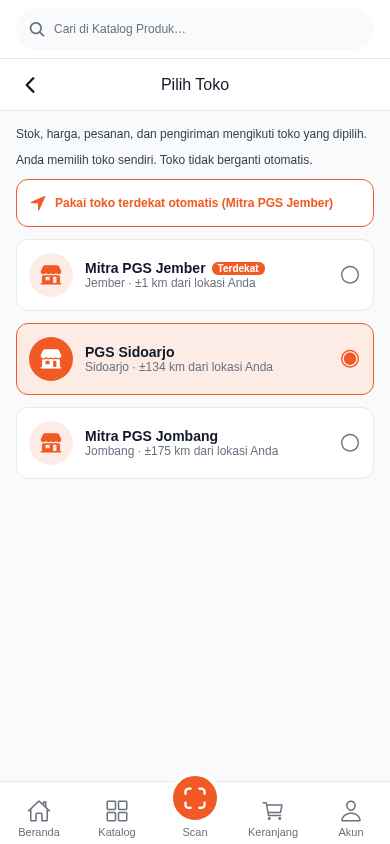 Cari di Katalog Produk…
Pilih Toko
Stok, harga, pesanan, dan pengiriman mengikuti toko yang dipilih.
Anda memilih toko sendiri. Toko tidak berganti otomatis.
Pakai toko terdekat otomatis (Mitra PGS Jember)
Mitra PGS Jember Terdekat
Jember · ±1 km dari lokasi Anda
PGS Sidoarjo
Sidoarjo · ±134 km dari lokasi Anda
Mitra PGS Jombang
Jombang · ±175 km dari lokasi Anda
Beranda Katalog Scan Keranjang Akun